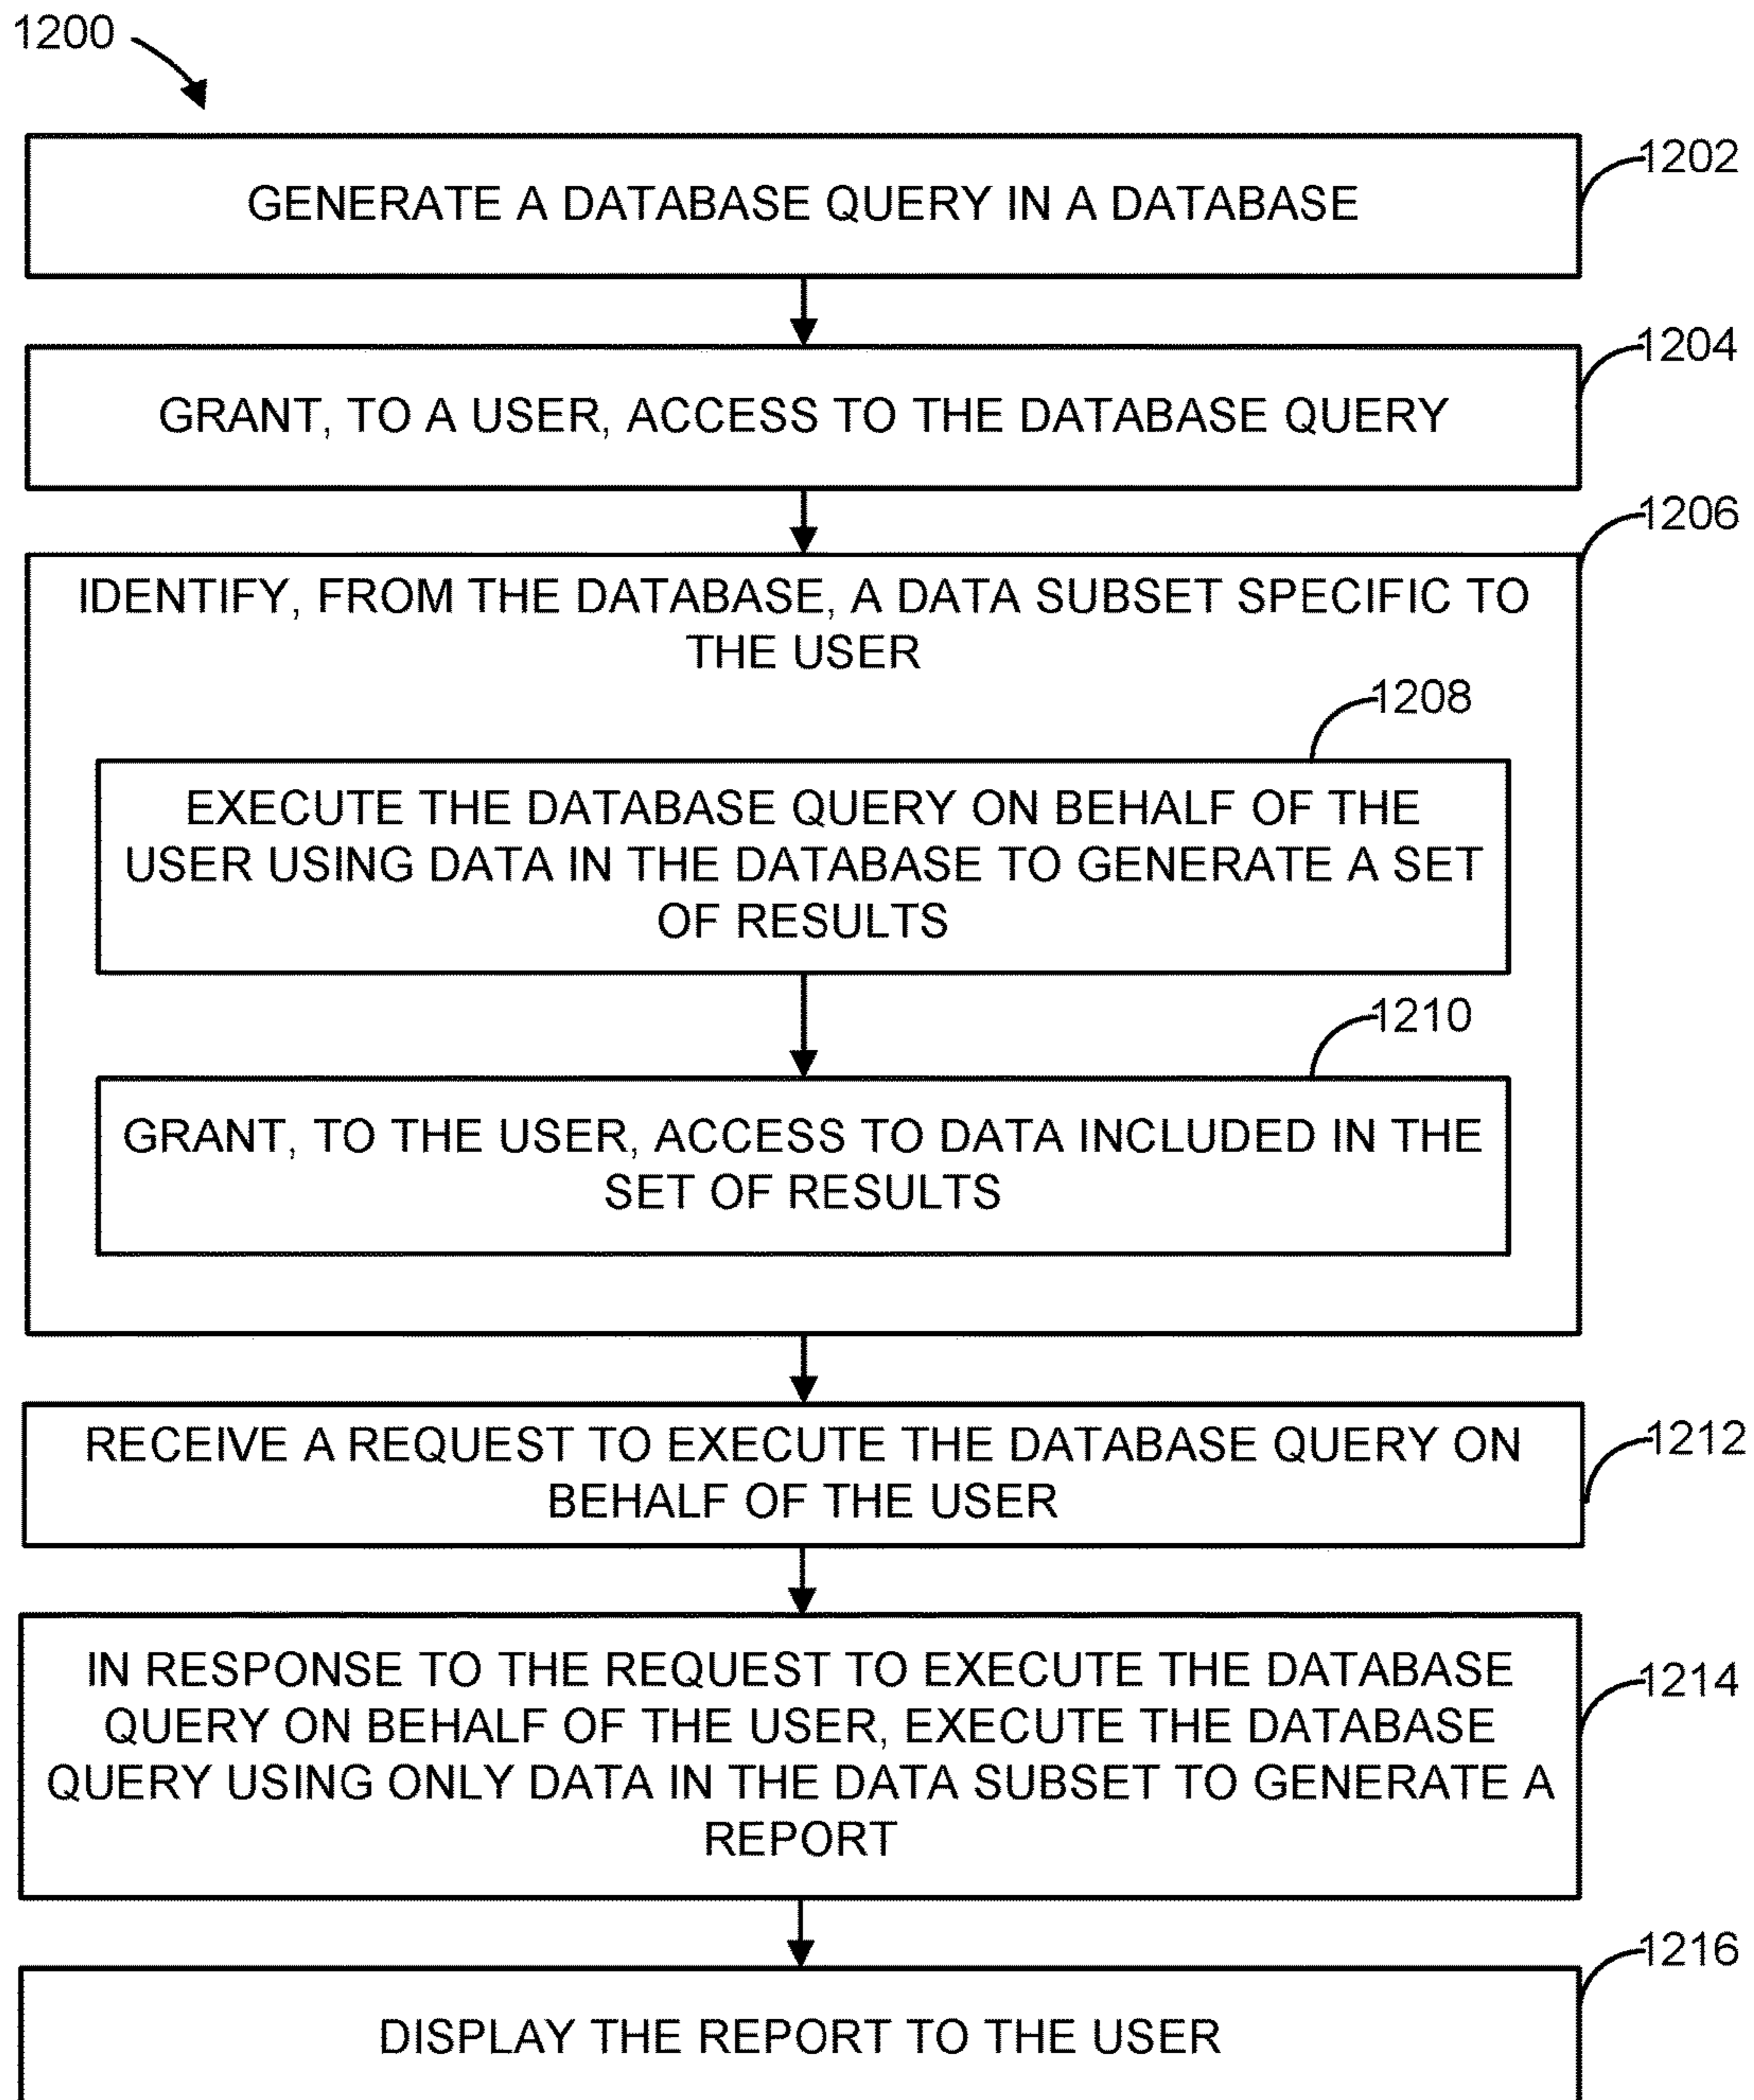 1200
1202
GENERATE A DATABASE QUERY IN A DATABASE
1204
GRANT, TO A USER, ACCESS TO THE DATABASE QUERY
1206
IDENTIFY, FROM THE DATABASE, A DATA SUBSET SPECIFIC TO
THE USER
1208
EXECUTE THE DATABASE QUERY ON BEHALF OF THE
USER USING DATA IN THE DATABASE TO GENERATE A SET
OF RESULTS
1210
GRANT, TO THE USER, ACCESS TO DATA INCLUDED IN THE
SET OF RESULTS
1212
RECEIVE A REQUEST TO EXECUTE THE DATABASE QUERY ON
BEHALF OF THE USER
1214
IN RESPONSE TO THE REQUEST TO EXECUTE THE DATABASE
QUERY ON BEHALF OF THE USER, EXECUTE THE DATABASE
QUERY USING ONLY DATA IN THE DATA SUBSET TO GENERATE A
REPORT
1216
DISPLAY THE REPORT TO THE USER